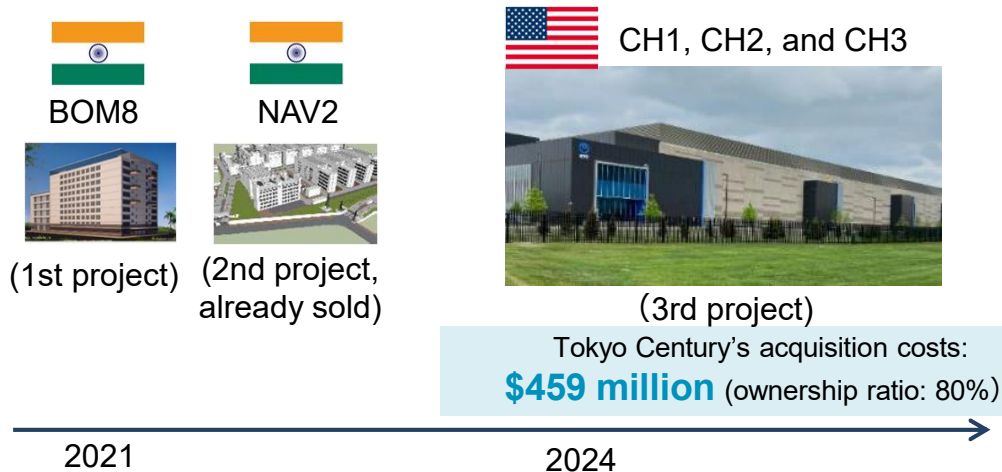 BOM8
NAV2
CH1, CH2, and CH3
(1st project)
(2nd project,
already sold)
(3rd project)
Tokyo Century's acquisition costs:
$459 million (ownership ratio: 80%)
2021
2024